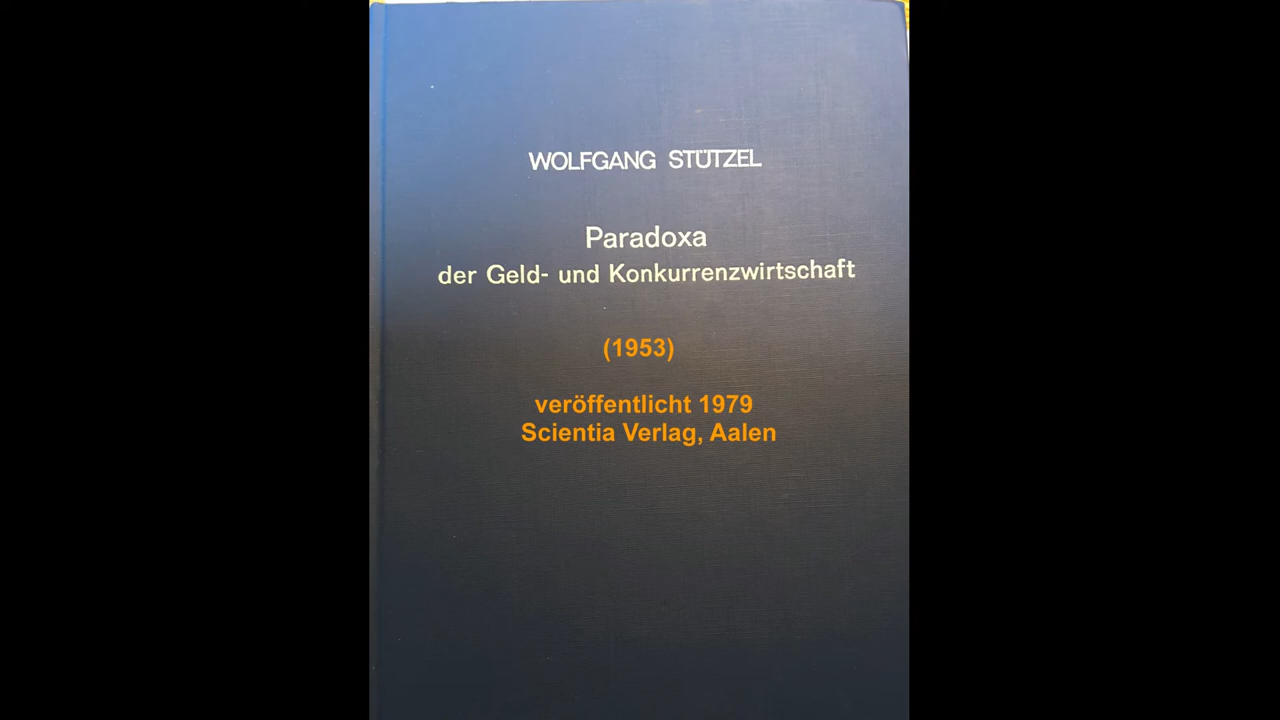 WOLFGANG STÜTZEL
Paradoxa
der Geld- und Konkurrenzwirtschaft
(1953)
veröffentlicht 1979
Scientia Verlag, Aalen